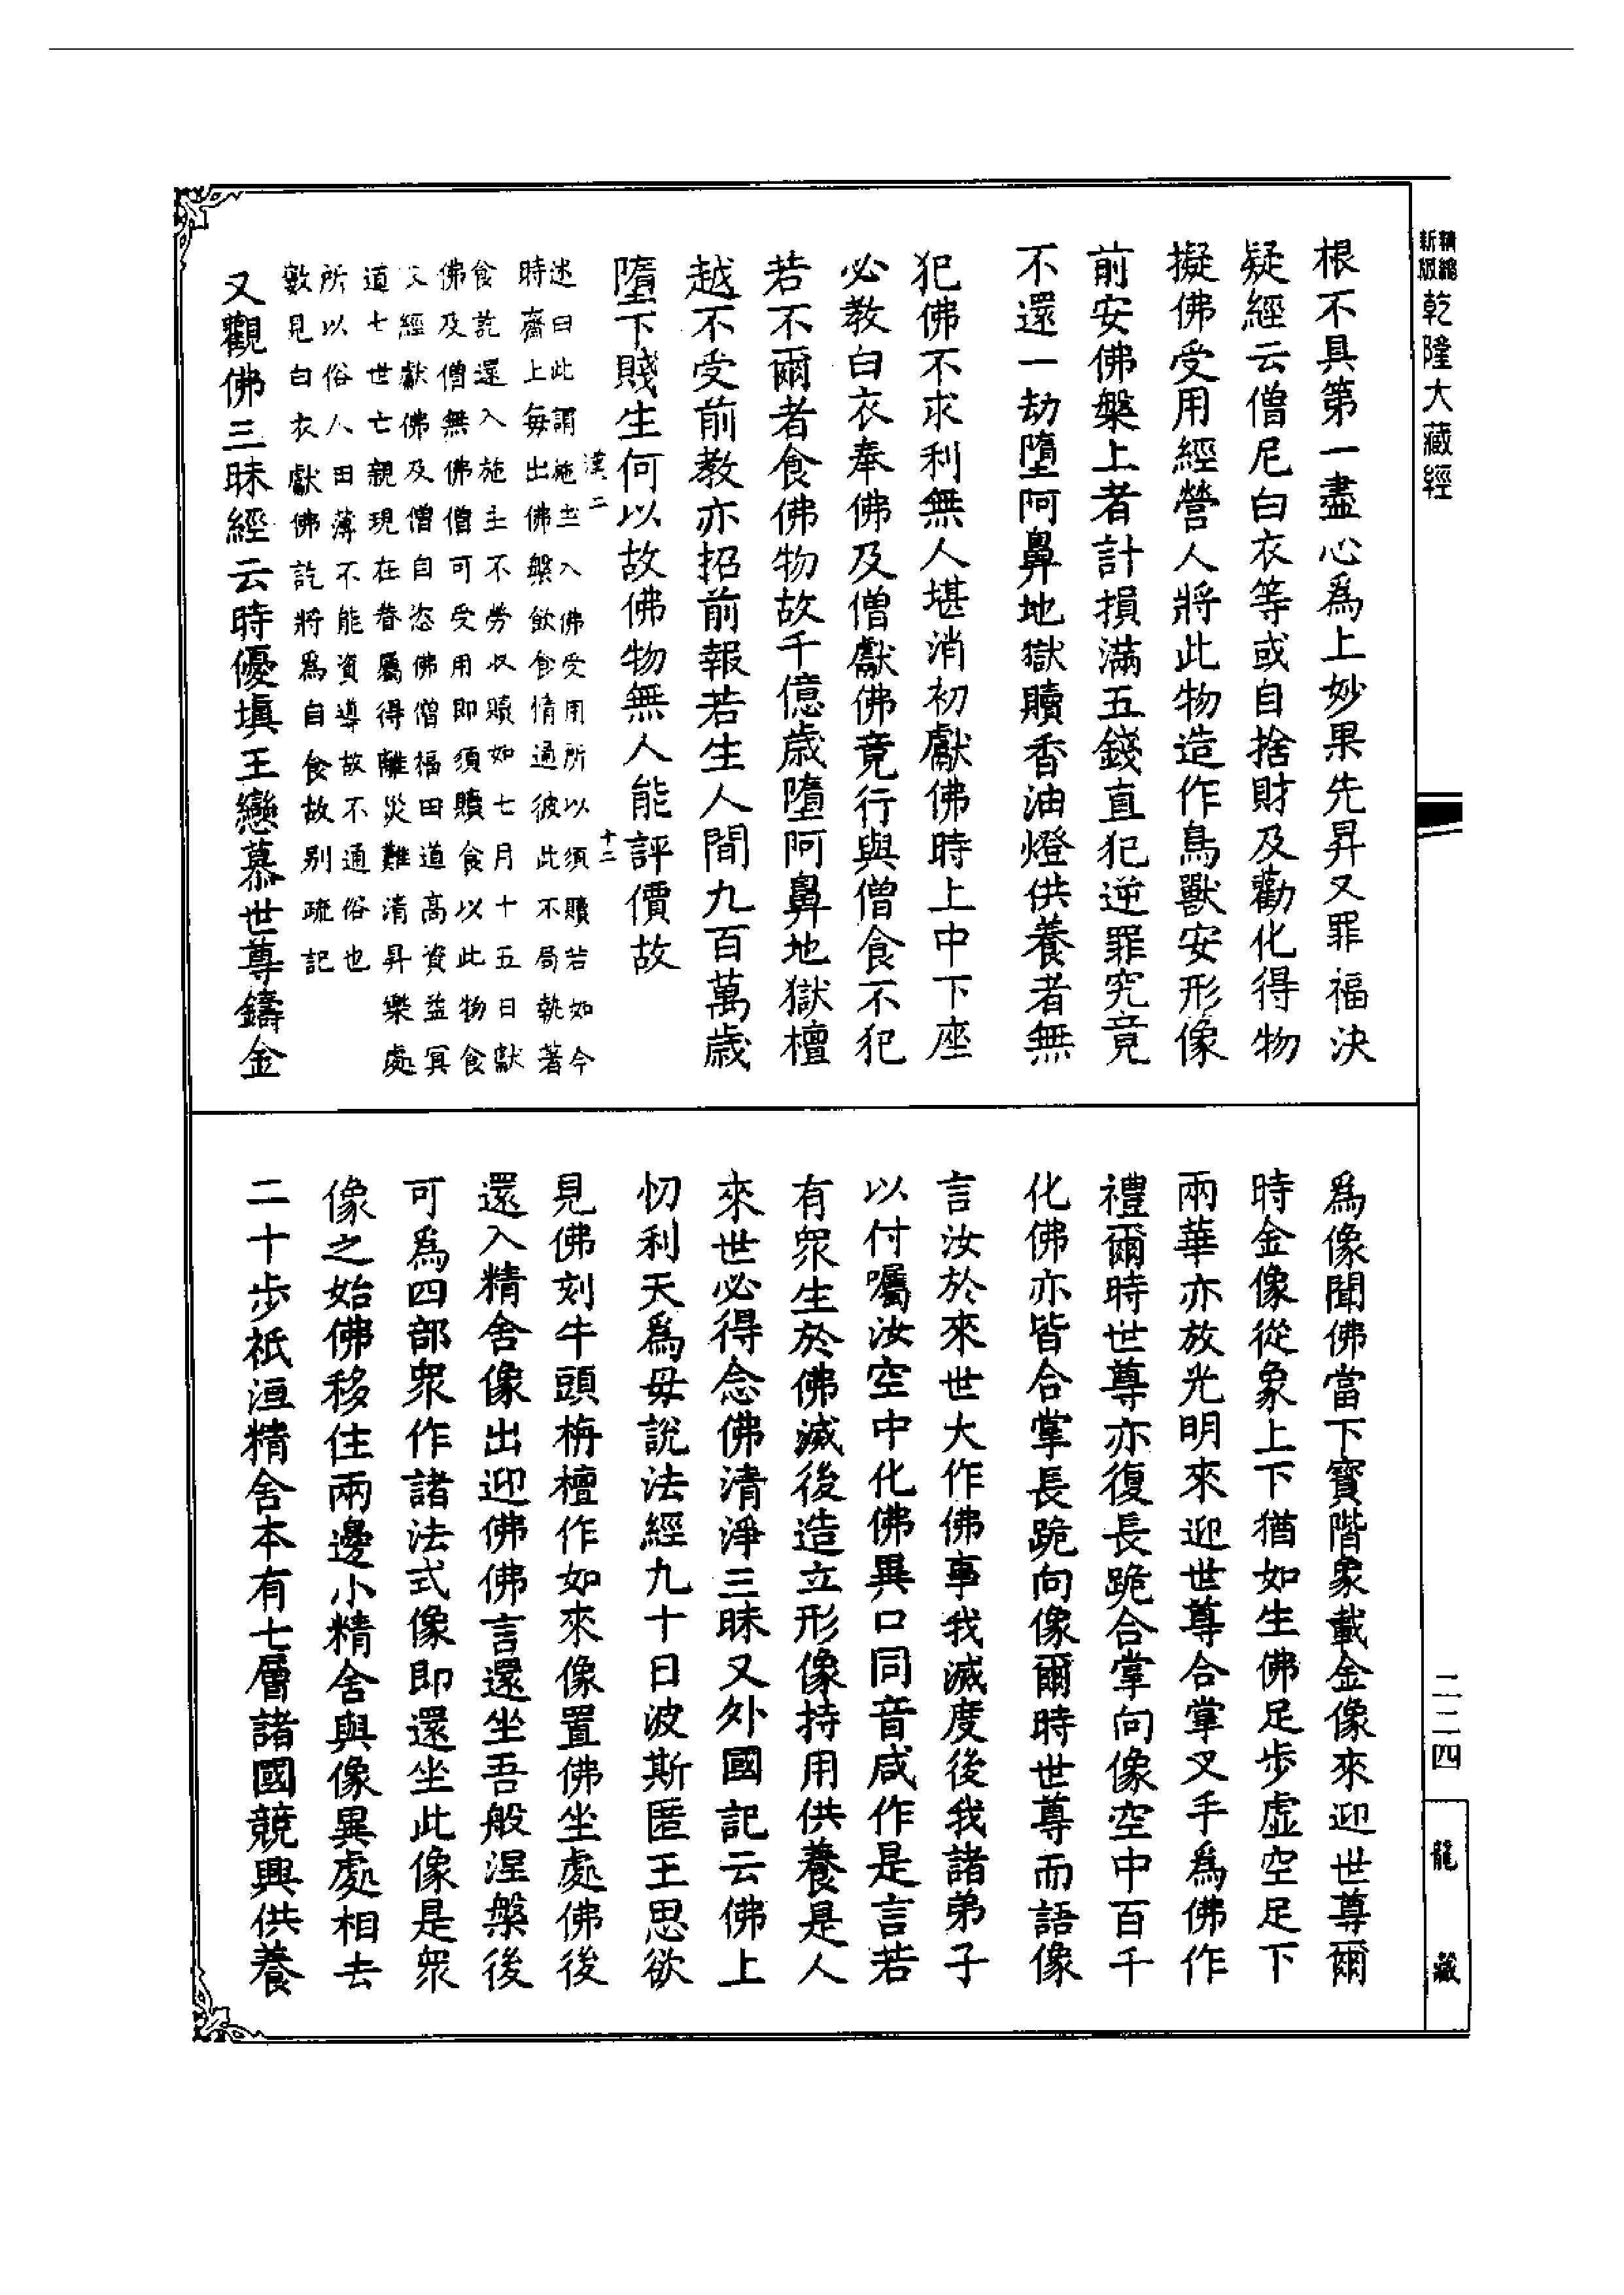 精縮新版 乾隆大藏經
根不具第一盡心為上妙果先昇又罪福決
疑經云僧尼白衣等或自捨財及勸化得物
擬佛受用經營人將此物造作鳥獸安形像
前安佛槃上者計損滿五錢直犯逆罪究竟
不還一劫墮阿鼻地獄贖香油燈供養者無
犯佛不求利無人堪消初獻佛時上中下座
必教白衣奉佛及僧獻佛竟行與僧食不犯
若不爾者食佛物故千億歲墮阿鼻地獄檀
越不受前教亦招前報若生人間九百萬歲
墮下賤生何以故佛物無人能評價故
漢二
十二
述曰此謂施主入佛受用所以須贖若如今
時齋上每出佛槃飲食情通彼此不局執著
食訖還入施主不勞收贖如七月十五日獻
佛及僧無佛僧可受用即須贖食以此物食
又經獻佛及僧自恣佛僧福田道高資益冥
道七世亡親現在眷屬得離災難清昇樂處
所以俗人田薄不能資導故不通俗也
數見白衣獻佛訖將為自食故別疏記
又觀佛三昧經云時優填王戀慕世尊鑄金
為像聞佛當下寶階象載金像來迎世尊爾
時金像從象上下猶如生佛足步虛空足下
兩華亦放光明來迎世尊合掌叉手為佛作
禮爾時世尊亦復長跪合掌向像空中百千
化佛亦皆合掌長跪向像爾時世尊而語像
言汝於來世大作佛事我滅度後我諸弟子
以付囑汝空中化佛異口同音咸作是言若
有眾生於佛滅後造立形像持用供養是人
來世必得念佛清淨三昧又外國記云佛上
忉利天為母說法經九十日波斯匿王思欲
見佛刻牛頭栴檀作如來像置佛坐處佛後
還入精舍像出迎佛佛言還坐吾般涅槃後
可為四部眾作諸法式像即還坐此像是眾
像之始佛移住兩邊小精舍與像異處相去
二十步祇洹精舍本有七層諸國競興供養
二二四
龍藏